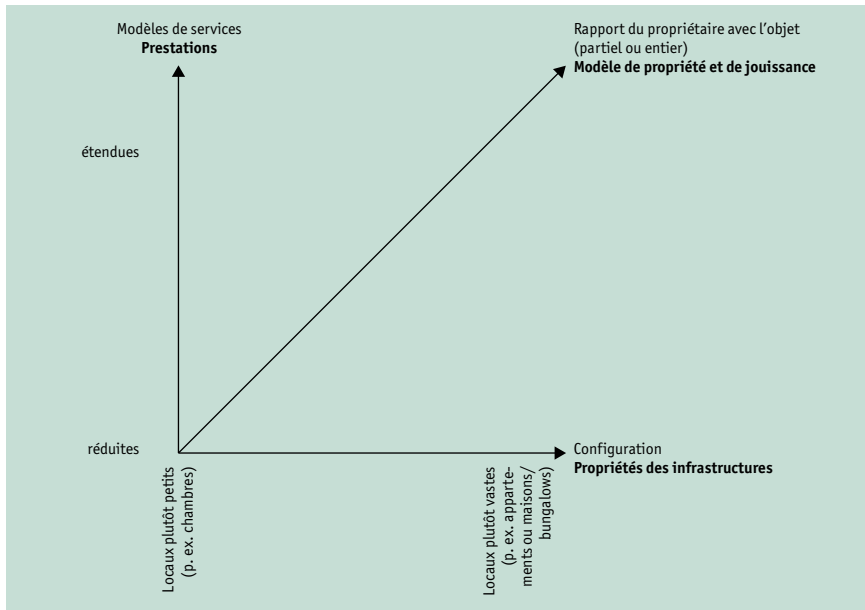 Modèles de services
Prestations
Rapport du propriétaire avec l’objet
(partiel ou entier)
Modèle de propriété et de jouissance
étendues
réduites
Configuration
Propriétés des infrastructures
Locaux plutôt petits
(p. ex. chambres)
Locaux plutôt vastes
(p. ex. apparte-
ments ou maisons/
bungalows)